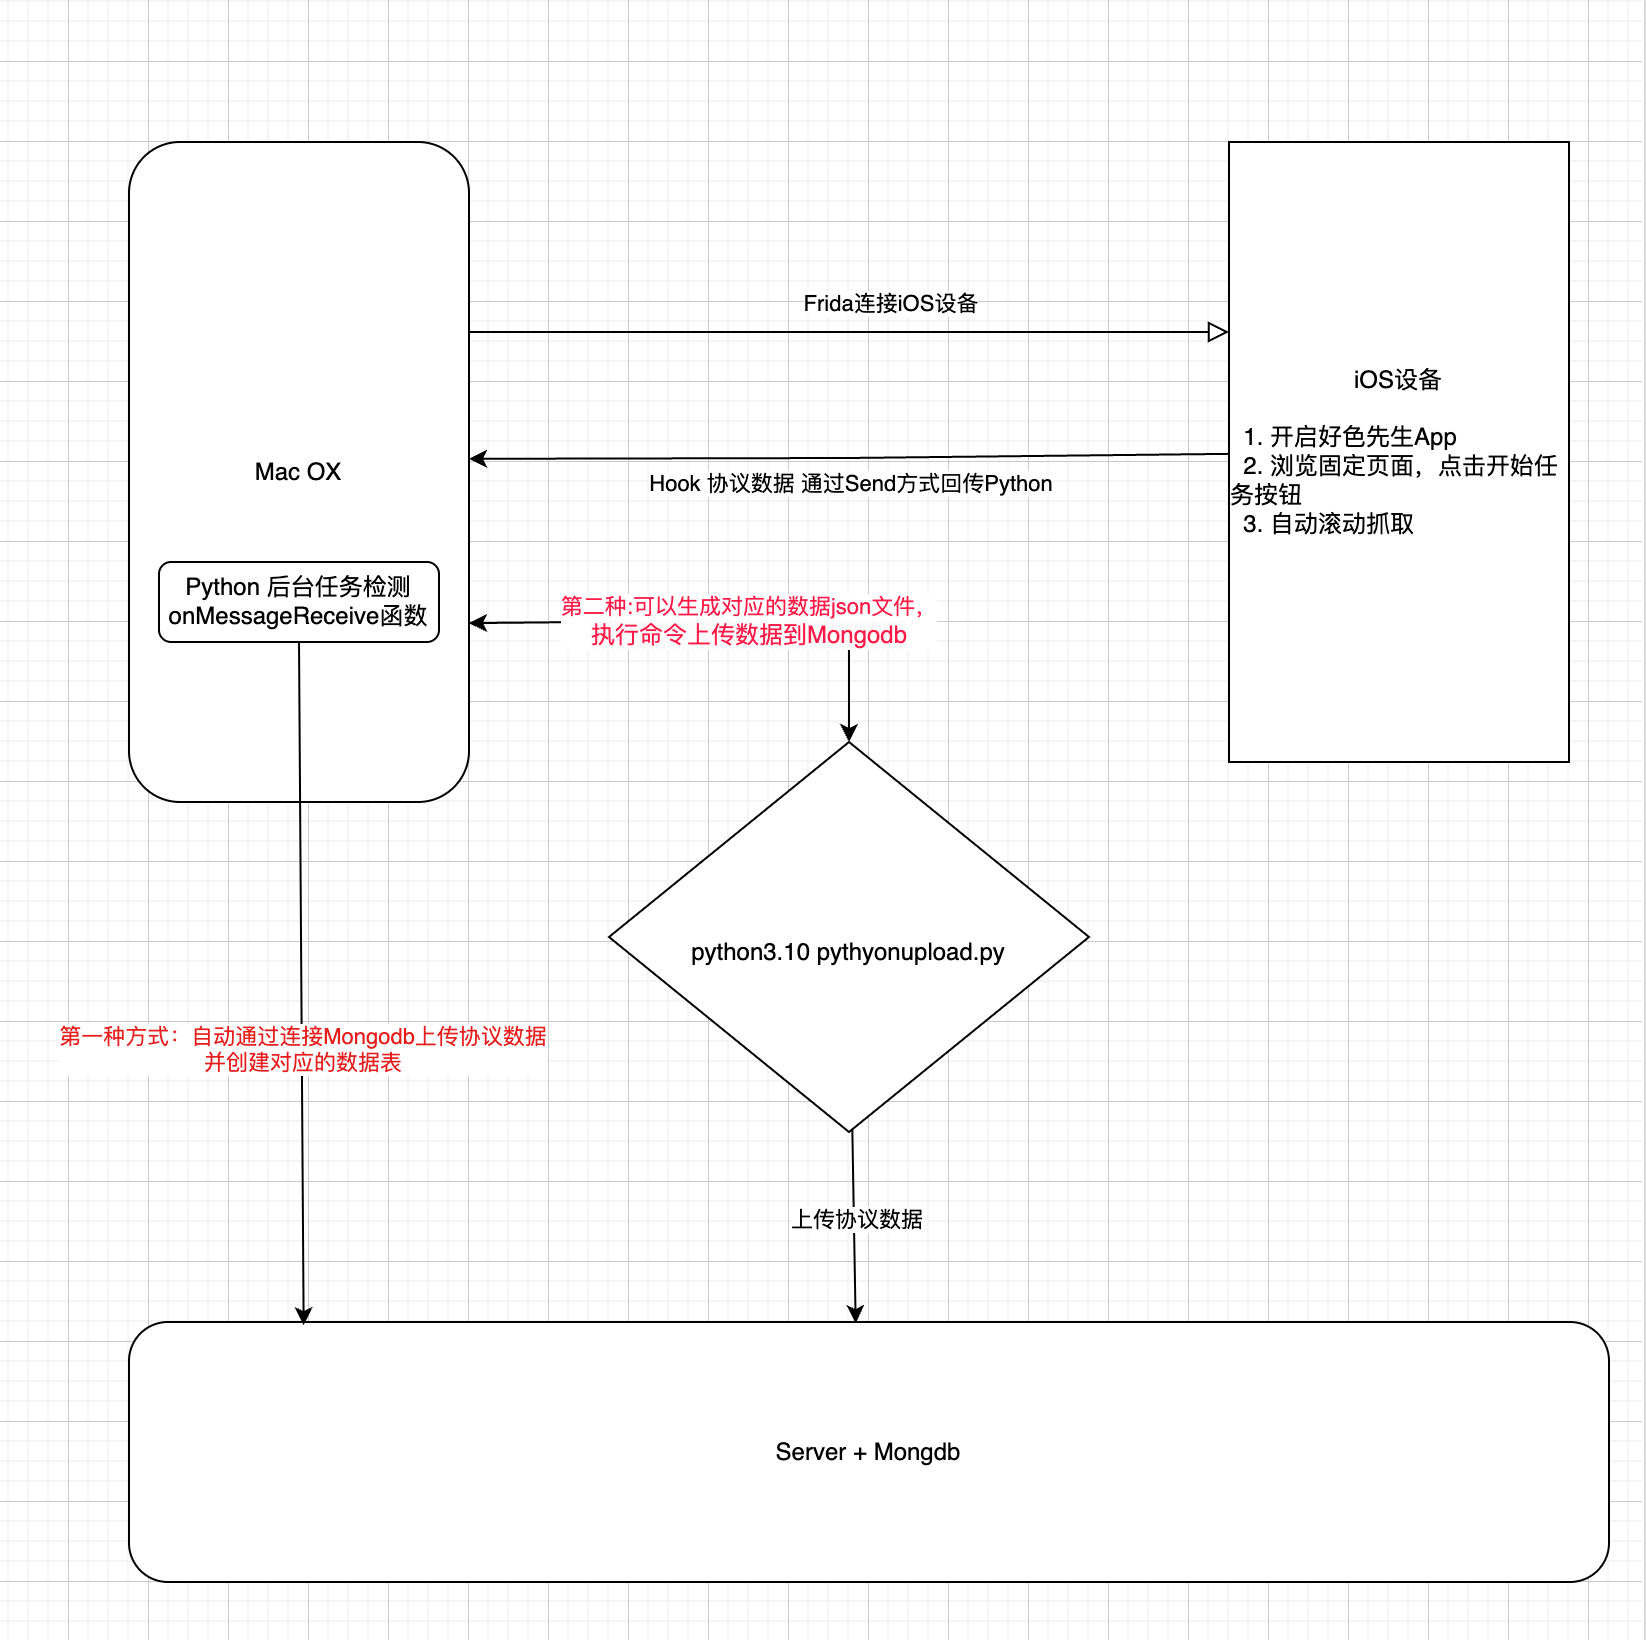 Frida连接iOS设备
iOS设备
1. 开启好色先生App
2. 浏览固定页面，点击开始任
务按钮
3. 自动滚动抓取
Mac OX
Hook 协议数据 通过Send方式回传Python
Python 后台任务检测
onMessageReceive函数
第二种:可以生成对应的数据json文件，
执行命令上传数据到Mongodb
python3.10 pythyonupload.py
第一种方式：自动通过连接Mongodb上传协议数据
并创建对应的数据表
上传协议数据
Server + Mongdb